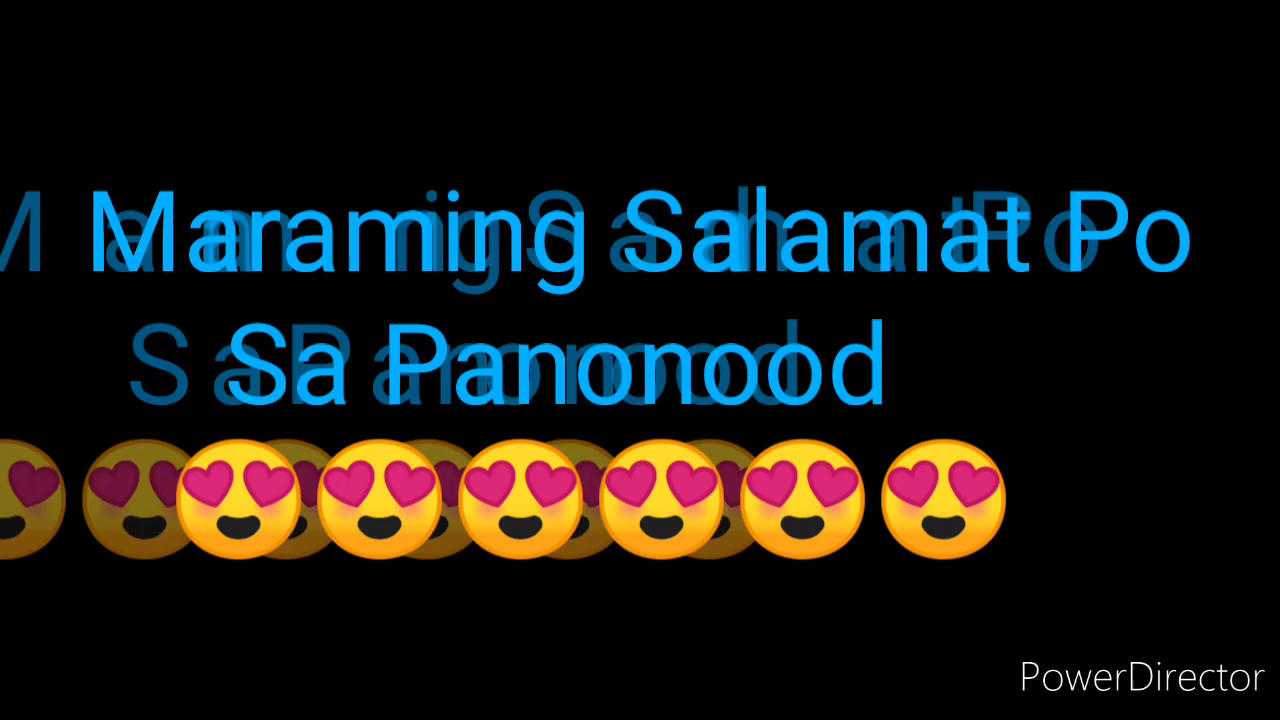 Maraming Salamat Po
Sa Panonood
😍😍😍😍😍😍
PowerDirector